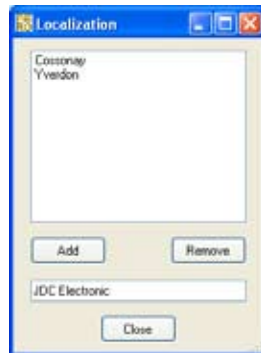 Localization
Cossonay
Yverdon
Add
Remove
JDC Electronic
Close